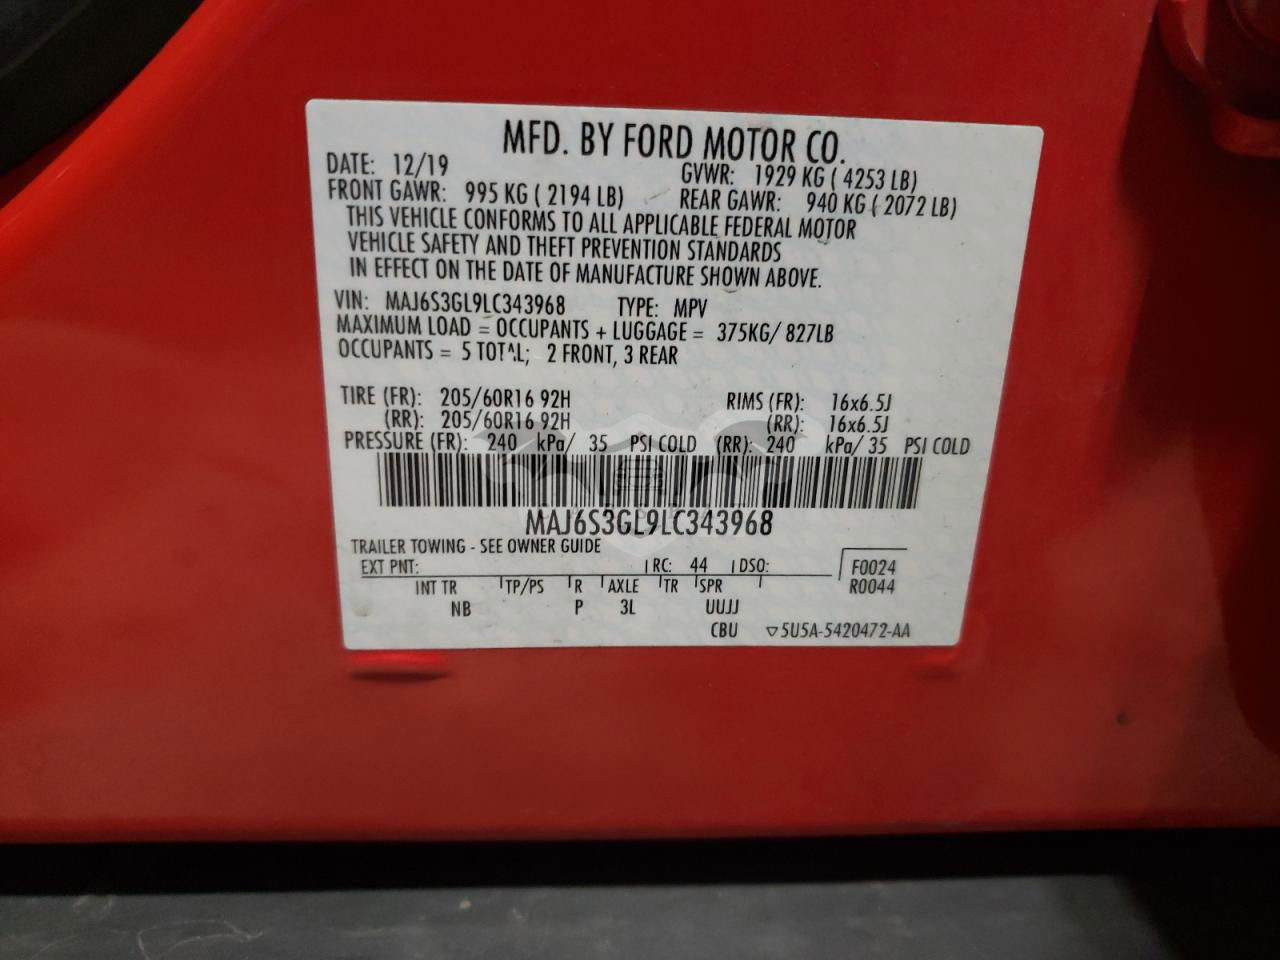 MFD. BY FORD MOTOR CO.
DATE: 12/19 GVWR: 1929 KG ( 4253 LB)
FRONT GAWR: 995 KG ( 2194 LB) REAR GAWR: 940 KG ( 2072 LB)
THIS VEHICLE CONFORMS TO ALL APPLICABLE FEDERAL MOTOR
VEHICLE SAFETY AND THEFT PREVENTION STANDARDS
IN EFFECT ON THE DATE OF MANUFACTURE SHOWN ABOVE.
VIN: MAJ6S3GL9LC343968 TYPE: MPV
MAXIMUM LOAD = OCCUPANTS + LUGGAGE = 375KG/ 827LB
OCCUPANTS = 5 TOTAL; 2 FRONT, 3 REAR
TIRE (FR): 205/60R16 92H RIMS (FR): 16x6.5J
(RR): 205/60R16 92H (RR): 16x6.5J
PRESSURE (FR): 240 kPa/ 35 PSI COLD (RR): 240 kPa/ 35 PSI COLD
MAJ6S3GL9LC343968
TRAILER TOWING - SEE OWNER GUIDE
EXT PNT: RC: 44 DSO: F0024
INT TR TP/PS R AXLE TR SPR R0044
NB P 3L UUJJ
CBU ▽5U5A-5420472-AA